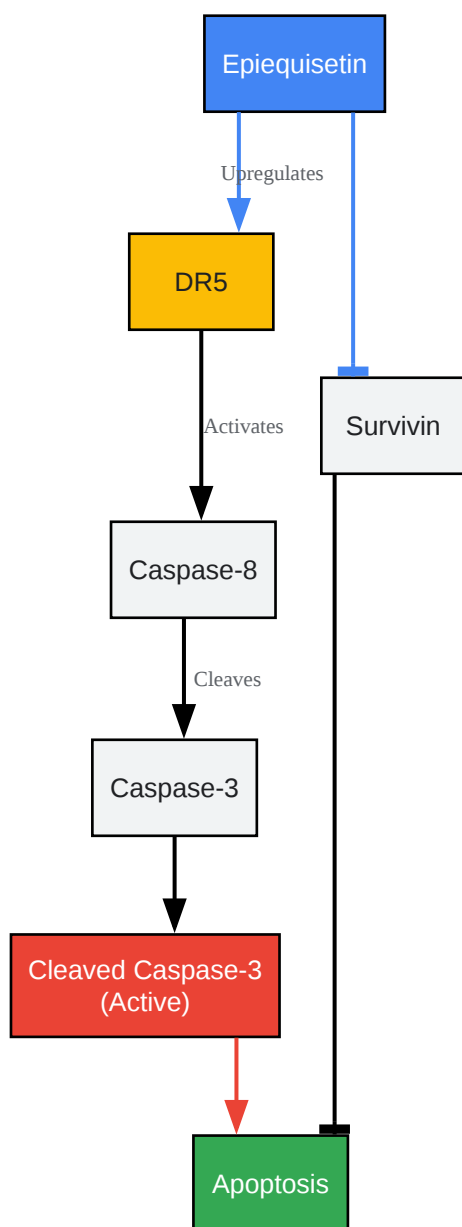 Epiequisetin
Upregulates
DR5
Activates
Survivin
Caspase-8
Cleaves
Caspase-3
Cleaved Caspase-3
(Active)
Apoptosis